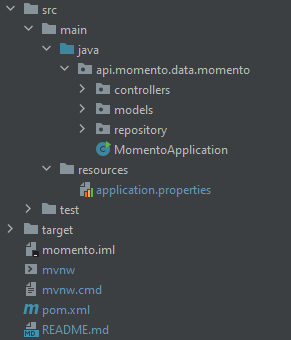 src
main
java
api.momento.data.momento
controllers
models
repository
MomentoApplication
resources
application.properties
test
target
momento.iml
mvnw
mvnw.cmd
pom.xml
README.md